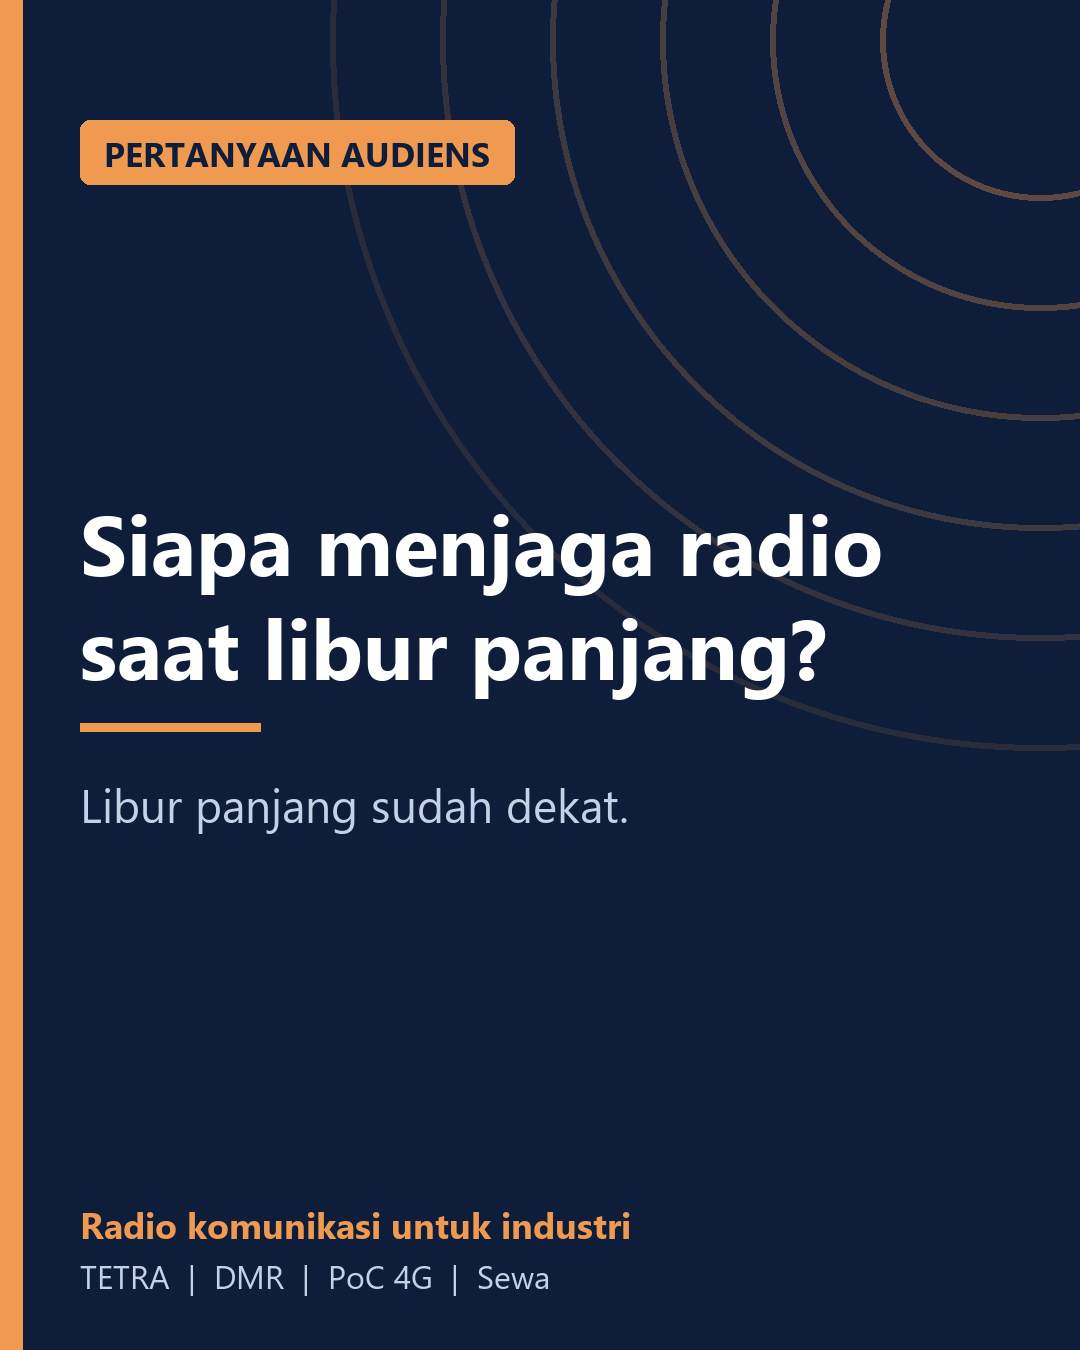 PERTANYAAN AUDIENS
Siapa menjaga radio
saat libur panjang?
Libur panjang sudah dekat.
Radio komunikasi untuk industri
TETRA | DMR | PoC 4G | Sewa